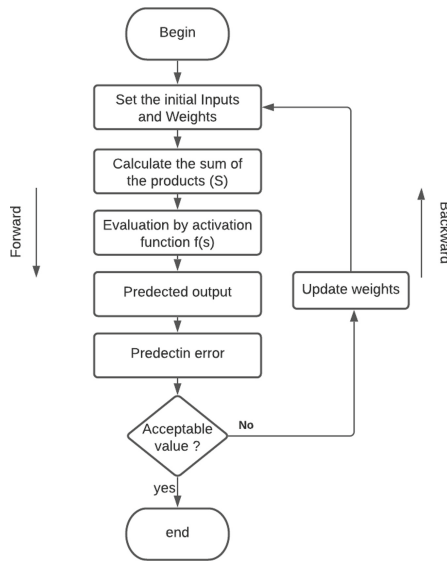 Begin
Set the initial Inputs
and Weights
Calculate the sum of
the products (S)
Evaluation by activation
function f(s)
Forward
Backward
Predected output
Update weights
Predectin error
Acceptable
value ?
No
yes
end